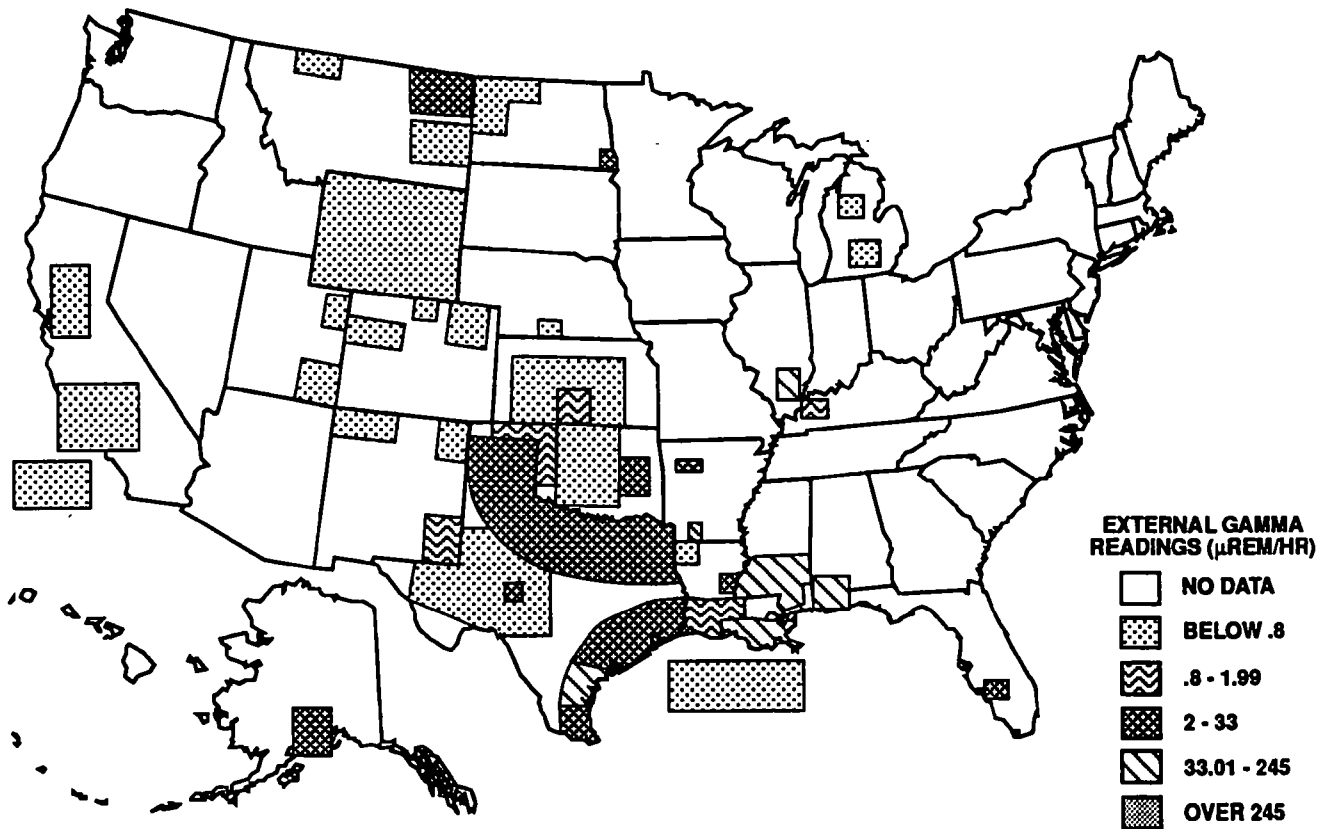 EXTERNAL GAMMA
READINGS (µREM/HR)
NO DATA
BELOW .8
.8 - 1.99
2 - 33
33.01 - 245
OVER 245